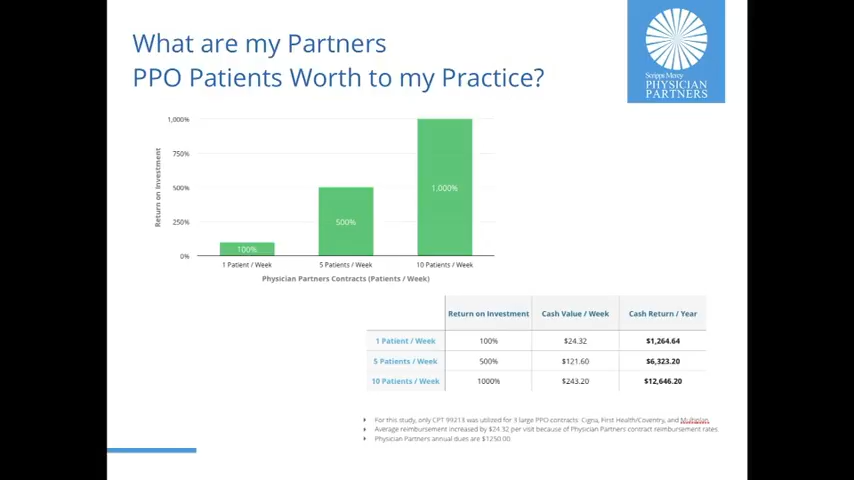 What are my Partners
PPO Patients Worth to my Practice?
Scripps Mercy
PHYSICIAN
PARTNERS
1,000%
750%
500%
250%
0%
Return on Investment
100%
500%
1,000%
1 Patient / Week
5 Patients / Week
10 Patients / Week
Physician Partners Contracts (Patients / Week)
Return on Investment Cash Value / Week Cash Return / Year
1 Patient / Week 100% $24.32 $1,264.64
5 Patients / Week 500% $121.60 $6,323.20
10 Patients / Week 1000% $243.20 $12,646.20
For this study, only CPT 99213 was utilized for 3 large PPO contracts Cigna, First Health/Coventry, and Multiplan.
Average reimbursement increased by $24.32 per visit because of Physician Partners contract reimbursement rates.
Physician Partners annual dues are $1250.00.